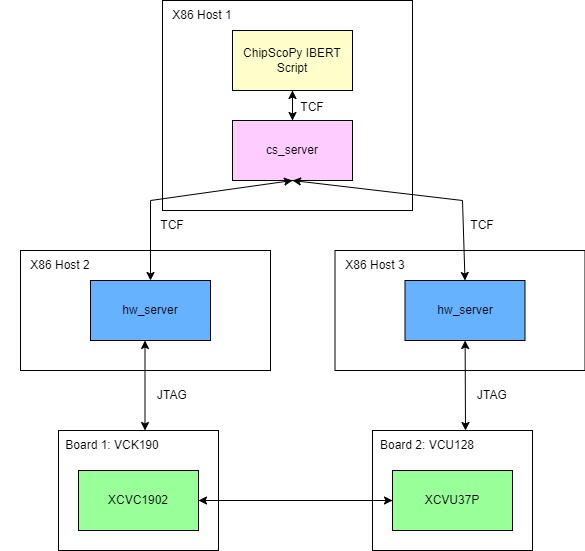 X86 Host 1
ChipScoPy IBERT
Script
TCF
cs_server
TCF
TCF
X86 Host 2
X86 Host 3
hw_server
hw_server
JTAG
JTAG
Board 1: VCK190
Board 2: VCU128
XCVC1902
XCVU37P